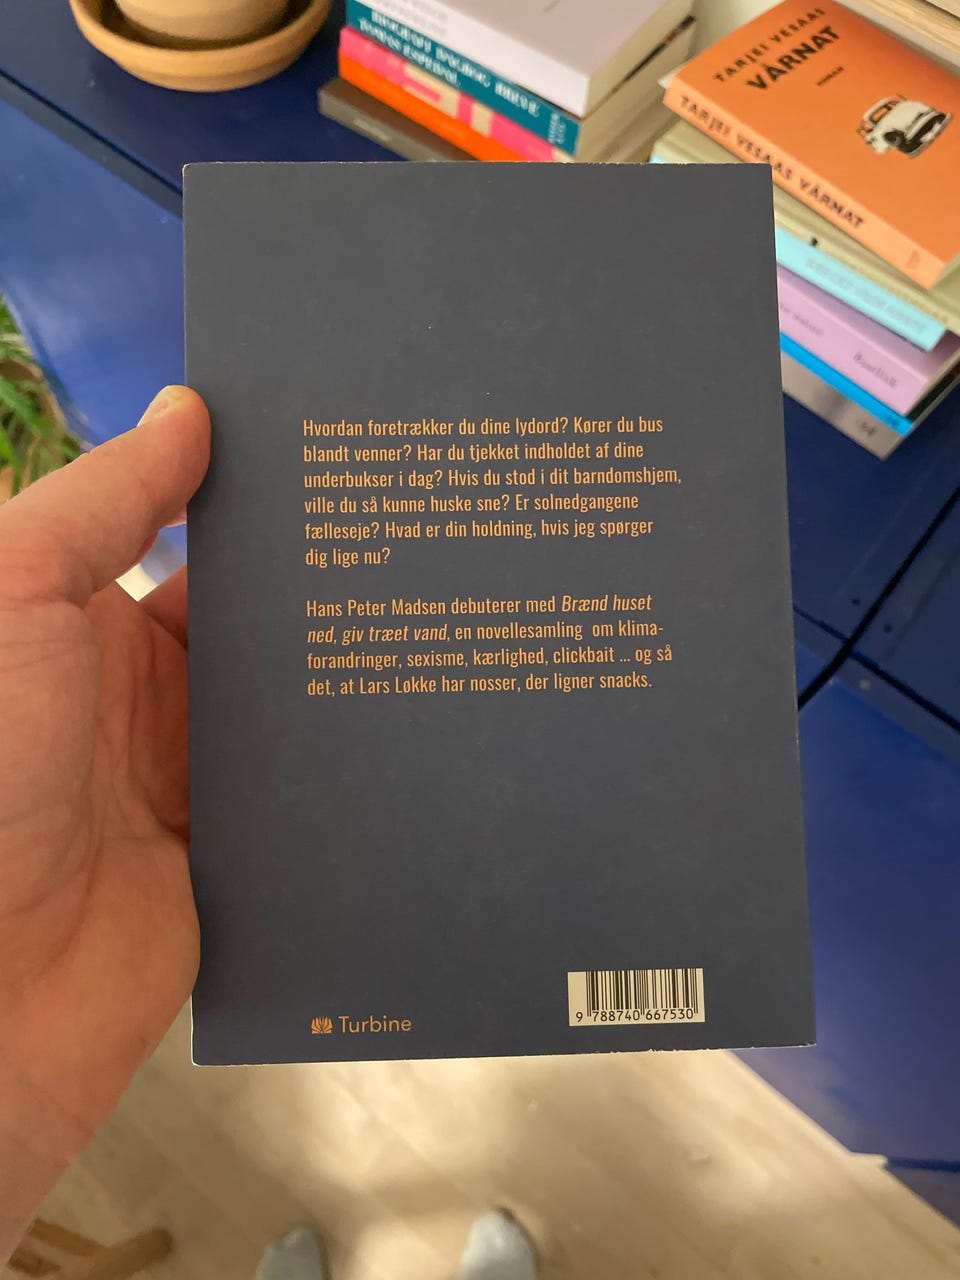 TARJEI VESAAS
VÅRNAT
ROMAN
TARJEI VESAAS VÅRNAT
Hvordan foretrækker du dine lydord? Kører du bus
blandt venner? Har du tjekket indholdet af dine
underbukser i dag? Hvis du stod i dit barndomshjem,
ville du så kunne huske sne? Er solnedgangene
fælleseje? Hvad er din holdning, hvis jeg spørger
dig lige nu?
Hans Peter Madsen debuterer med Brænd huset
ned, giv træet vand, en novellesamling om klima-
forandringer, sexisme, kærlighed, clickbait ... og så
det, at Lars Løkke har nosser, der ligner snacks.
Turbine
9 788740 667530